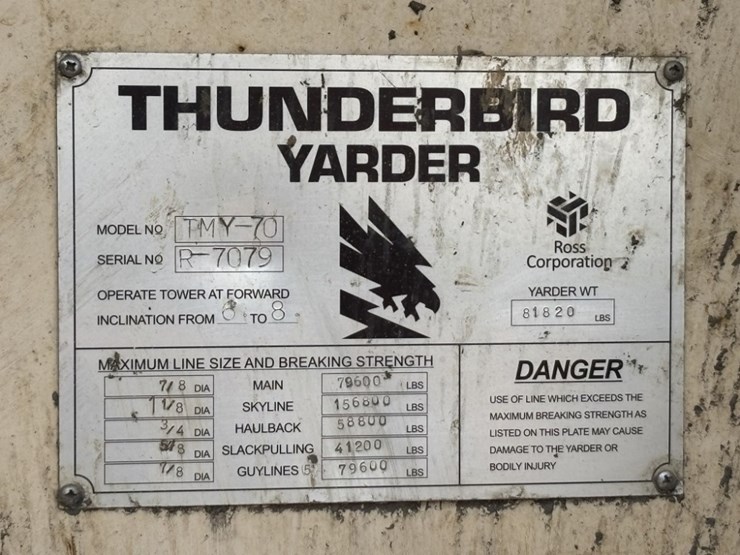 THUNDERBIRD
YARDER
MODEL NO TMY-70
SERIAL NO R-7079
OPERATE TOWER AT FORWARD
INCLINATION FROM 8 TO 8
Ross
Corporation
YARDER WT
81820 LBS
MAXIMUM LINE SIZE AND BREAKING STRENGTH
7/8 DIA MAIN 79600 LBS
1 1/8 DIA SKYLINE 156800 LBS
3/4 DIA HAULBACK 58800 LBS
5/8 DIA SLACKPULLING 41200 LBS
7/8 DIA GUYLINES 5 79600 LBS
DANGER
USE OF LINE WHICH EXCEEDS THE
MAXIMUM BREAKING STRENGTH AS
LISTED ON THIS PLATE MAY CAUSE
DAMAGE TO THE YARDER OR
BODILY INJURY